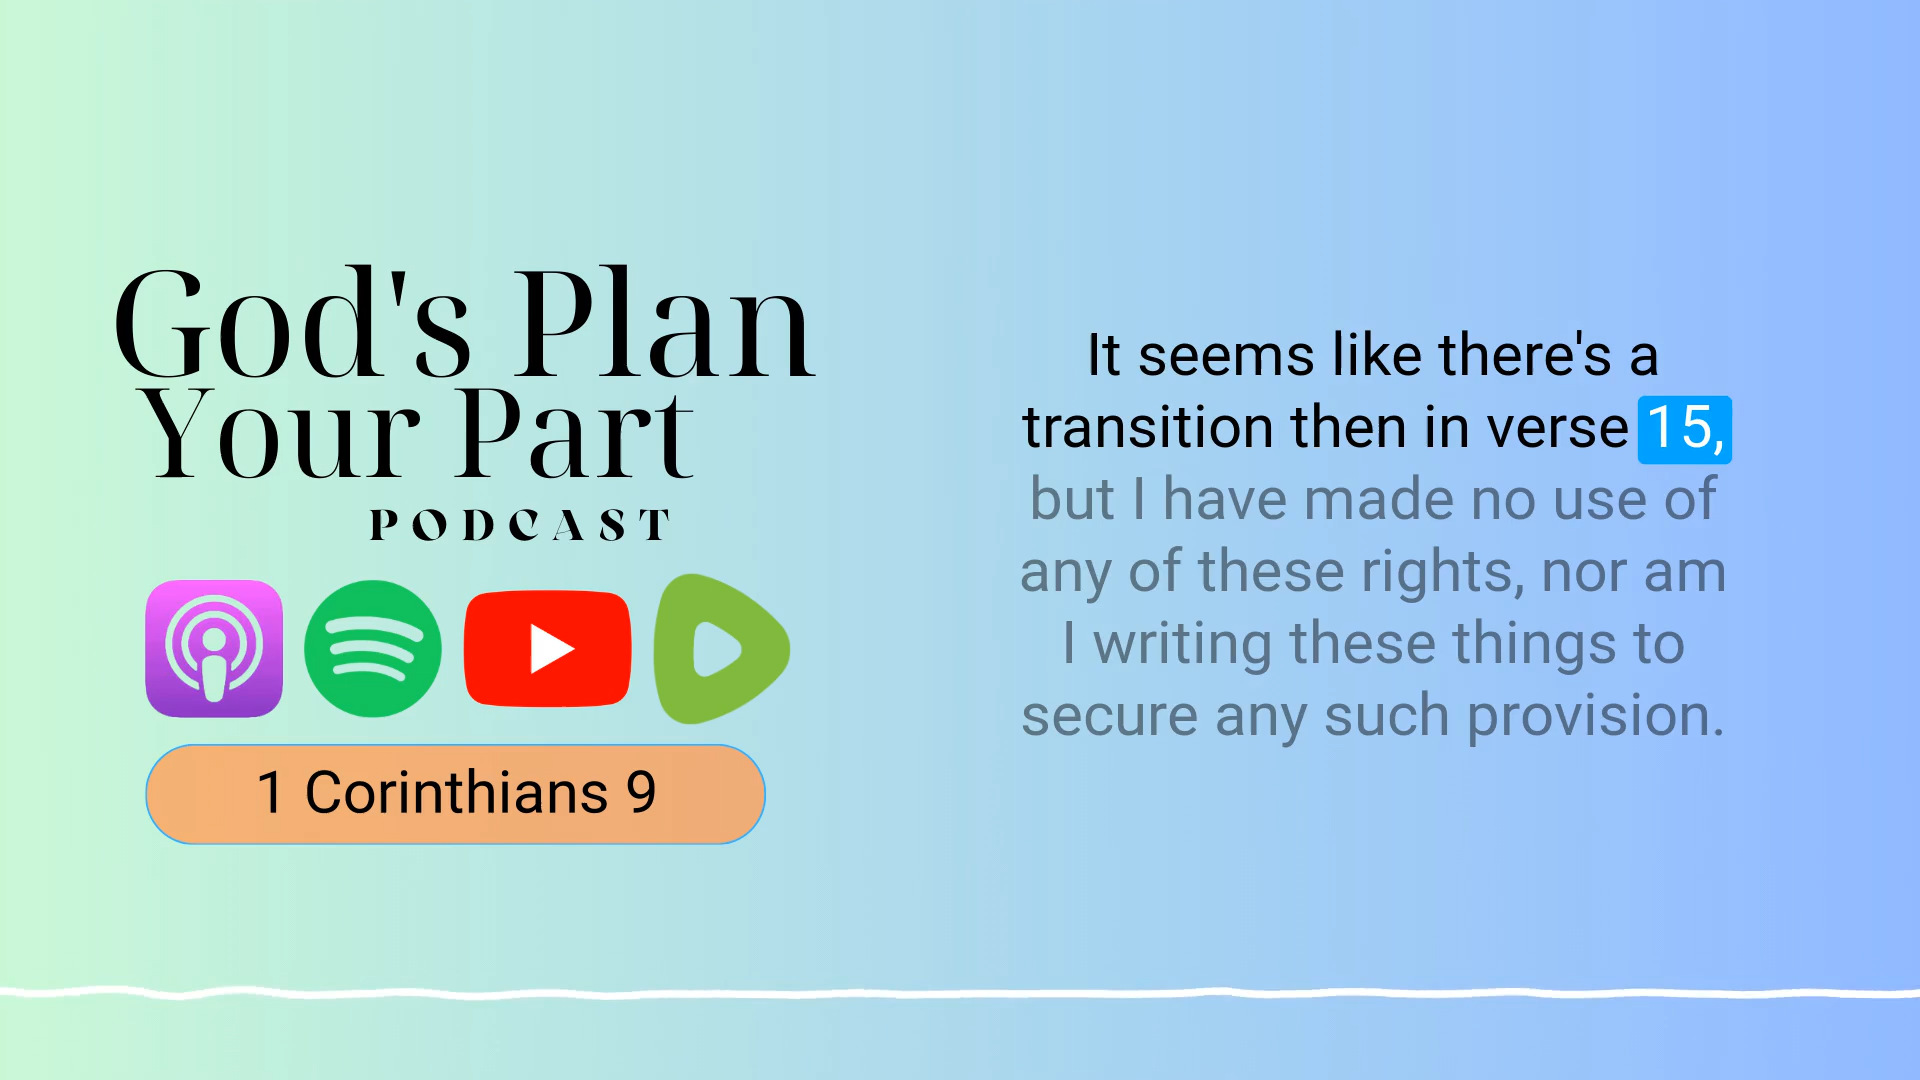 God's Plan
Your Part
PODCAST
1 Corinthians 9
It seems like there's a
transition then in verse 15,
but I have made no use of
any of these rights, nor am
I writing these things to
secure any such provision.